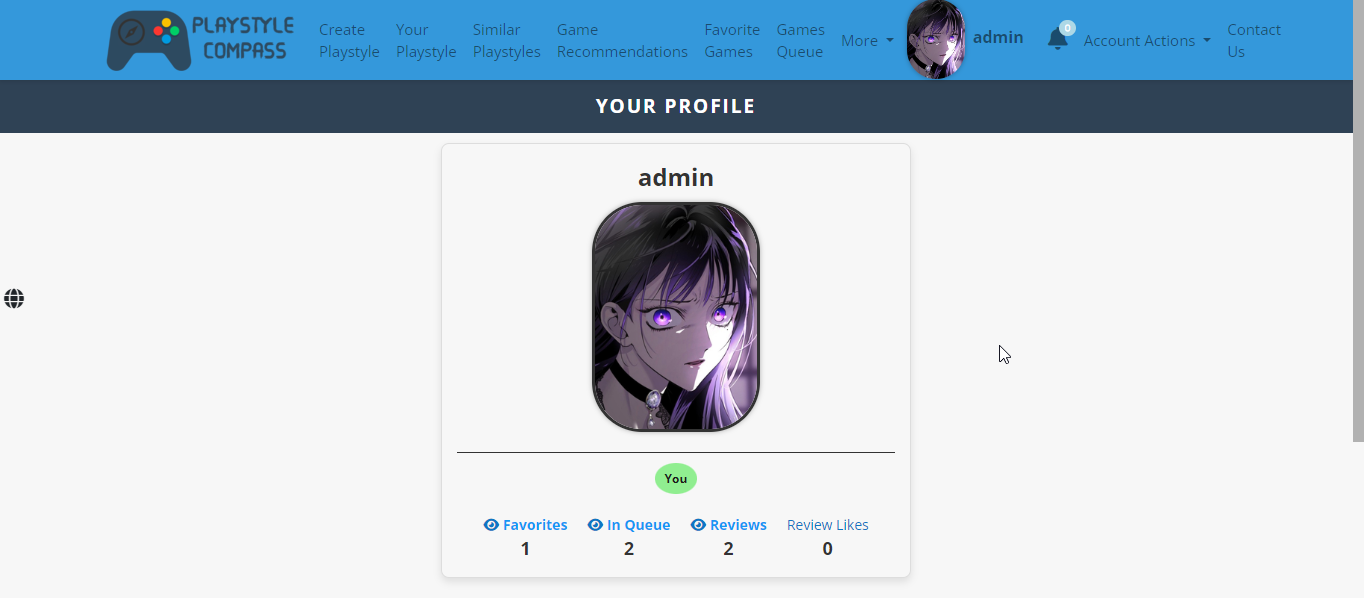 PLAYSTYLE
COMPASS
Create
Playstyle
Your
Playstyle
Similar
Playstyles
Game
Recommendations
Favorite
Games
Games
Queue
More
admin
0
Account Actions
Contact
Us
YOUR PROFILE
admin
You
Favorites In Queue Reviews Review Likes
1 2 2 0